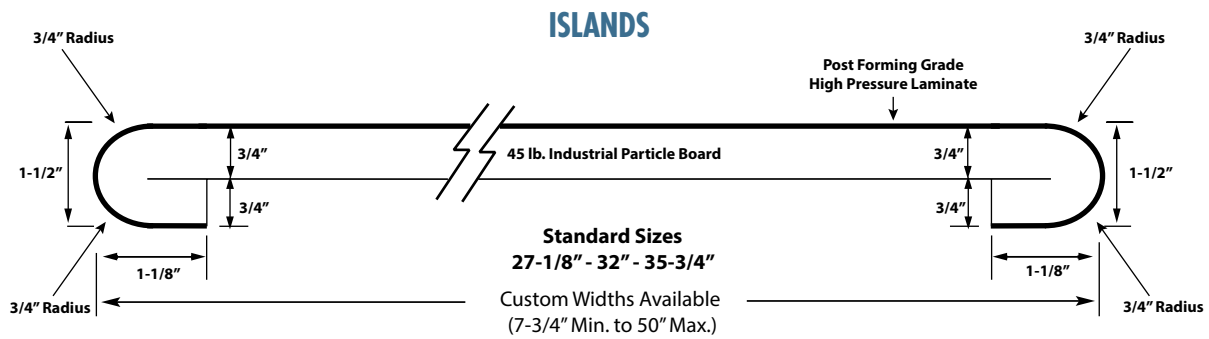 ISLANDS
3/4” Radius
3/4” Radius
Post Forming Grade
High Pressure Laminate
1-1/2”
3/4”
45 lb. Industrial Particle Board
3/4”
1-1/2”
3/4”
3/4”
Standard Sizes
27-1/8” - 32” - 35-3/4”
1-1/8”
1-1/8”
3/4” Radius
Custom Widths Available
3/4” Radius
(7-3/4” Min. to 50” Max.)